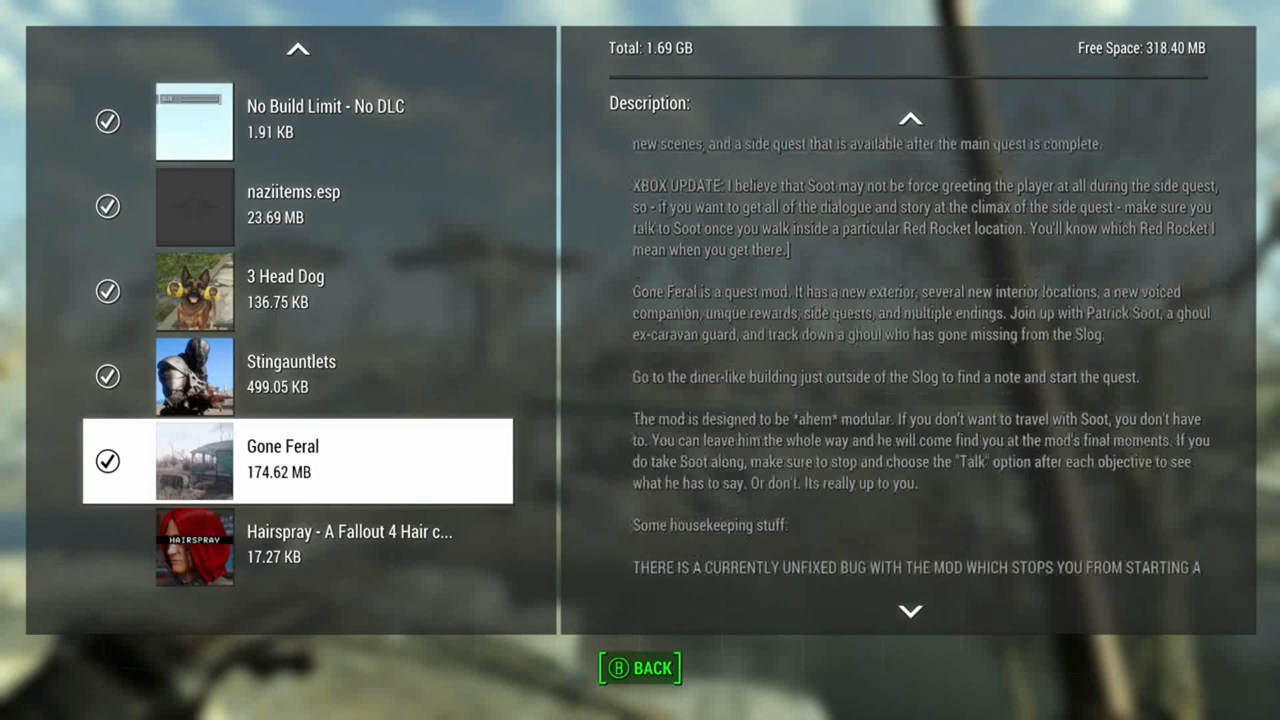 Total: 1.69 GB
Free Space: 318.40 MB
No Build Limit - No DLC
1.91 KB
naziitems.esp
23.69 MB
3 Head Dog
136.75 KB
Stingauntlets
499.05 KB
Gone Feral
174.62 MB
HAIRSPRAY
Hairspray - A Fallout 4 Hair c...
17.27 KB
Description:
new scenes, and a side quest that is available after the main quest is complete.
XBOX UPDATE: I believe that Soot may not be force greeting the player at all during the side quest,
so - if you want to get all of the dialogue and story at the climax of the side quest - make sure you
talk to Soot once you walk inside a particular Red Rocket location. You'll know which Red Rocket I
mean when you get there.]
Gone Feral is a quest mod. It has a new exterior, several new interior locations, a new voiced
companion, unique rewards, side quests, and multiple endings. Join up with Patrick Soot, a ghoul
ex-caravan guard, and track down a ghoul who has gone missing from the Slog.
Go to the diner-like building just outside of the Slog to find a note and start the quest.
The mod is designed to be *ahem* modular. If you don't want to travel with Soot, you don't have
to. You can leave him the whole way and he will come find you at the mod's final moments. If you
do take Soot along, make sure to stop and choose the "Talk" option after each objective to see
what he has to say. Or don't. Its really up to you.
Some housekeeping stuff:
THERE IS A CURRENTLY UNFIXED BUG WITH THE MOD WHICH STOPS YOU FROM STARTING A
B BACK